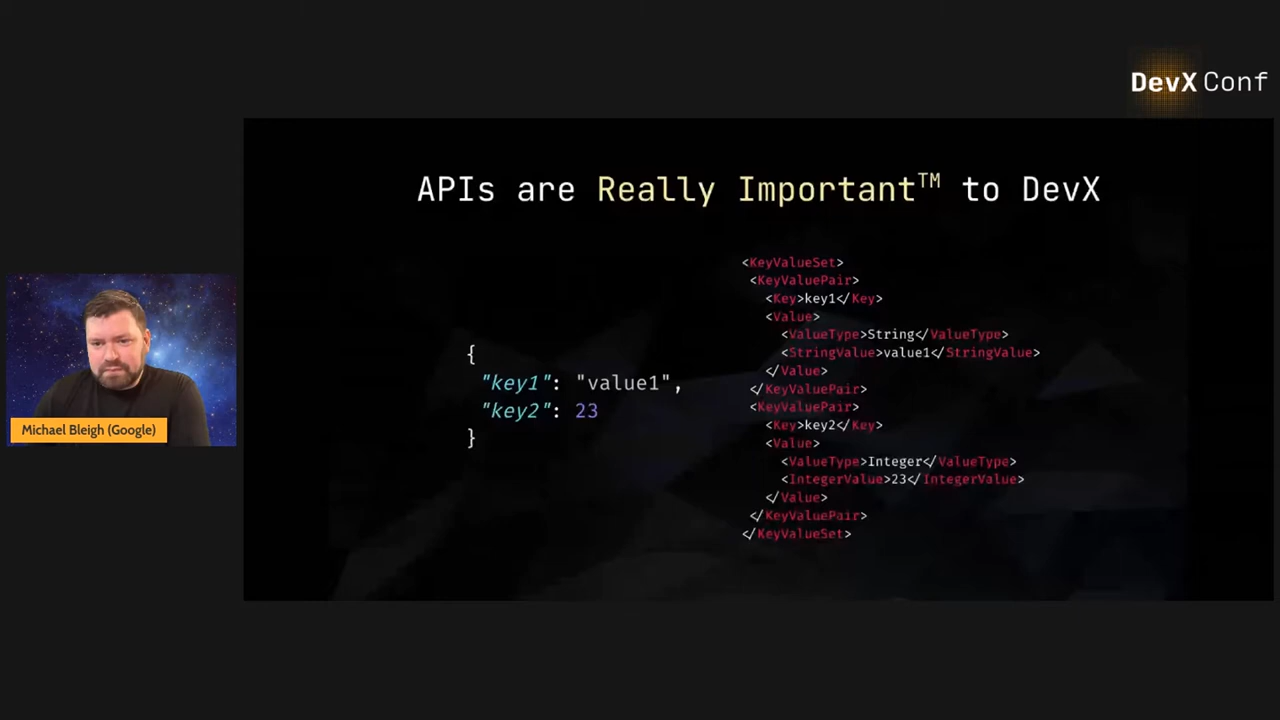 DevX Conf
APIs are Really Important™ to DevX
{
"key1": "value1",
"key2": 23
}
<KeyValueSet>
<KeyValuePair>
<Key>key1</Key>
<Value>
<ValueType>String</ValueType>
<StringValue>value1</StringValue>
</Value>
</KeyValuePair>
<KeyValuePair>
<Key>key2</Key>
<Value>
<ValueType>Integer</ValueType>
<IntegerValue>23</IntegerValue>
</Value>
</KeyValuePair>
</KeyValueSet>
Michael Bleigh (Google)